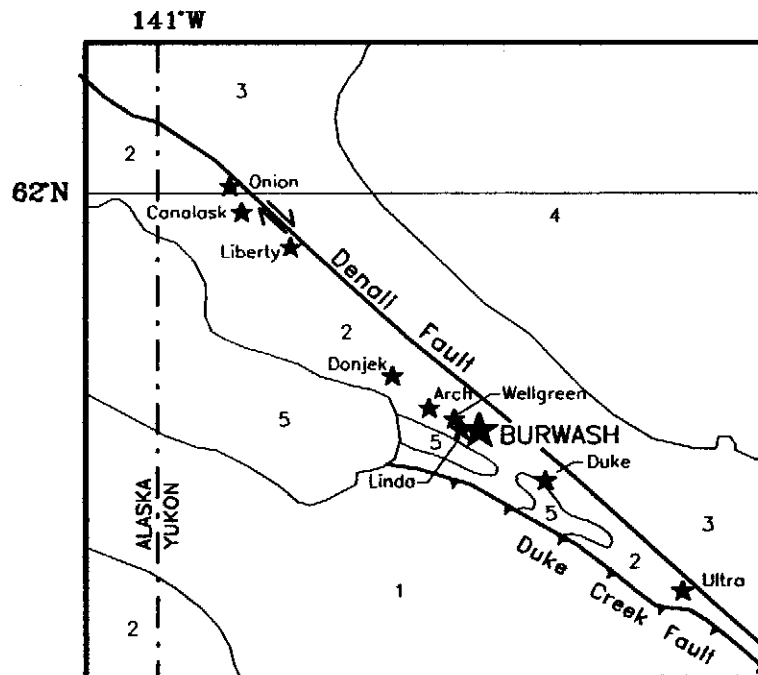 141°W
3
2
Onion
62°N
Canalask
4
Liberty
Denali Fault
2
Donjek
Arch
Wellgreen
5
5
BURWASH
Linda
Duke
ALASKA
YUKON
5
3
Duke Creek Fault
2
Ultra
1
2